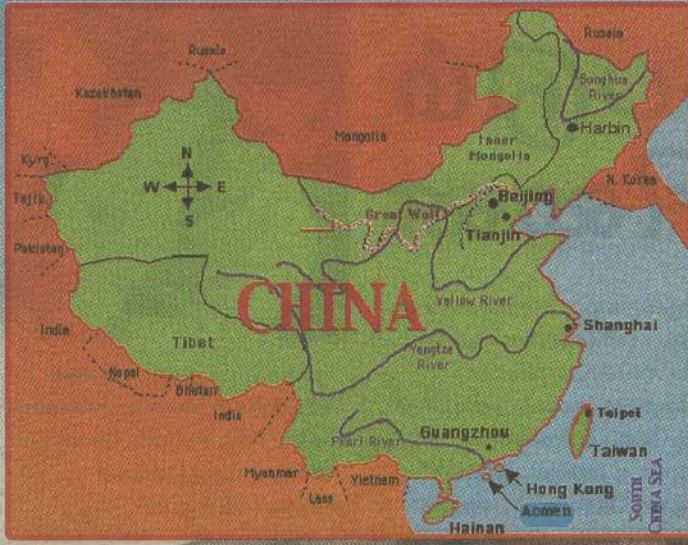 Russia
Russia
Kazakhstan
Songhua
River
Mongolia
Harbin
Inner
Mongolia
Kyrg.
N
W
E
S
N. Korea
Tajik.
Beijing
Great Wall
Tianjin
Pakistan
CHINA
Yellow River
Shanghai
India
Tibet
Yangtze
River
Nepal
Bhutan
India
Taipei
Guangzhou
Pearl River
Taiwan
Myanmar
Vietnam
Laos
Hong Kong
Aomen
Hainan
SOUTH
CHINA SEA